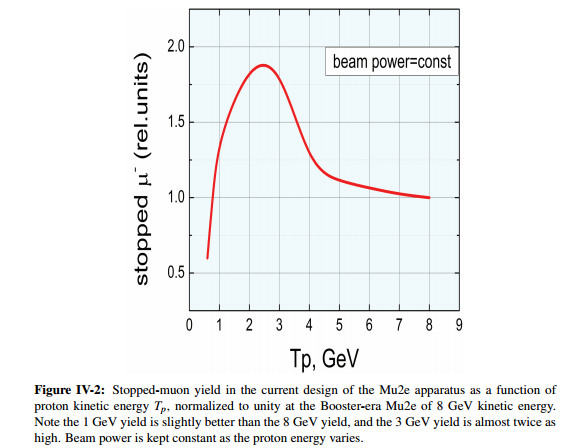 2.0
1.5
1.0
0.5
stopped μ⁻ (rel.units)
beam power=const
0 1 2 3 4 5 6 7 8 9
Tp, GeV
Figure IV-2: Stopped-muon yield in the current design of the Mu2e apparatus as a function of
proton kinetic energy Tp, normalized to unity at the Booster-era Mu2e of 8 GeV kinetic energy.
Note the 1 GeV yield is slightly better than the 8 GeV yield, and the 3 GeV yield is almost twice as
high. Beam power is kept constant as the proton energy varies.